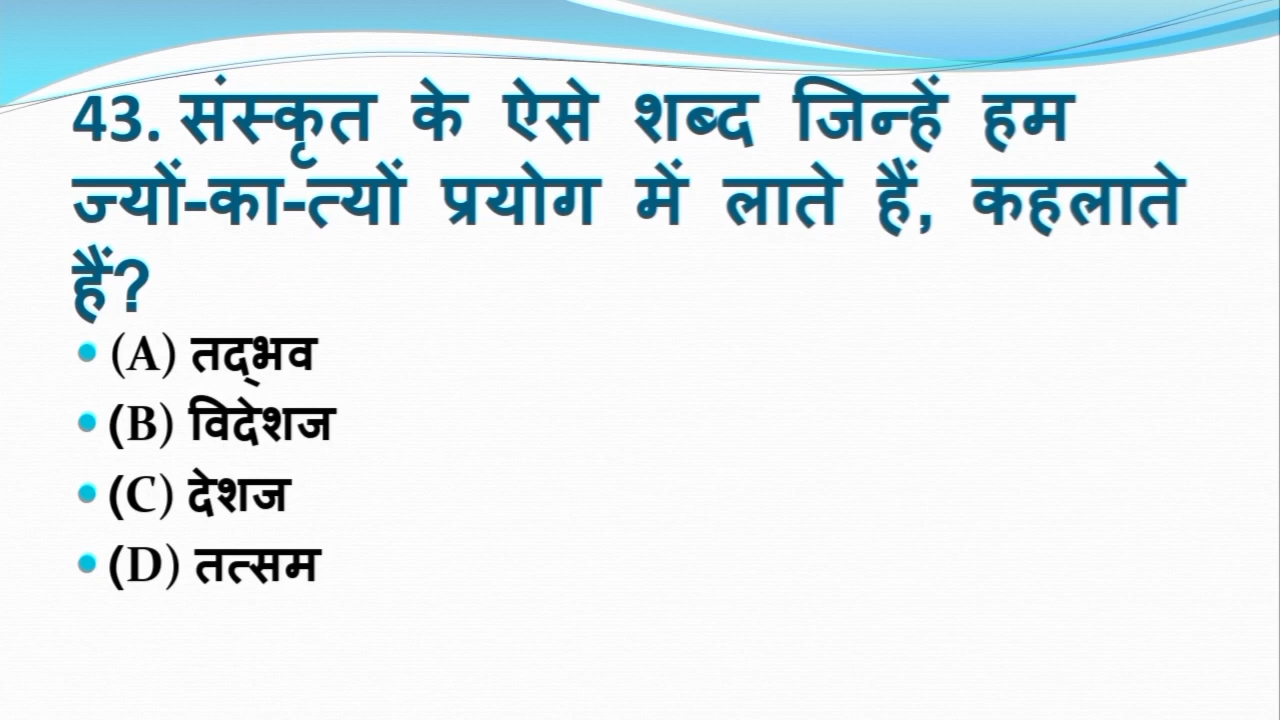 43. संस्कृत के ऐसे शब्द जिन्हें हम
ज्यों-का-त्यों प्रयोग में लाते हैं, कहलाते
हैं?
• (A) तद्‌भव
• (B) विदेशज
• (C) देशज
• (D) तत्सम